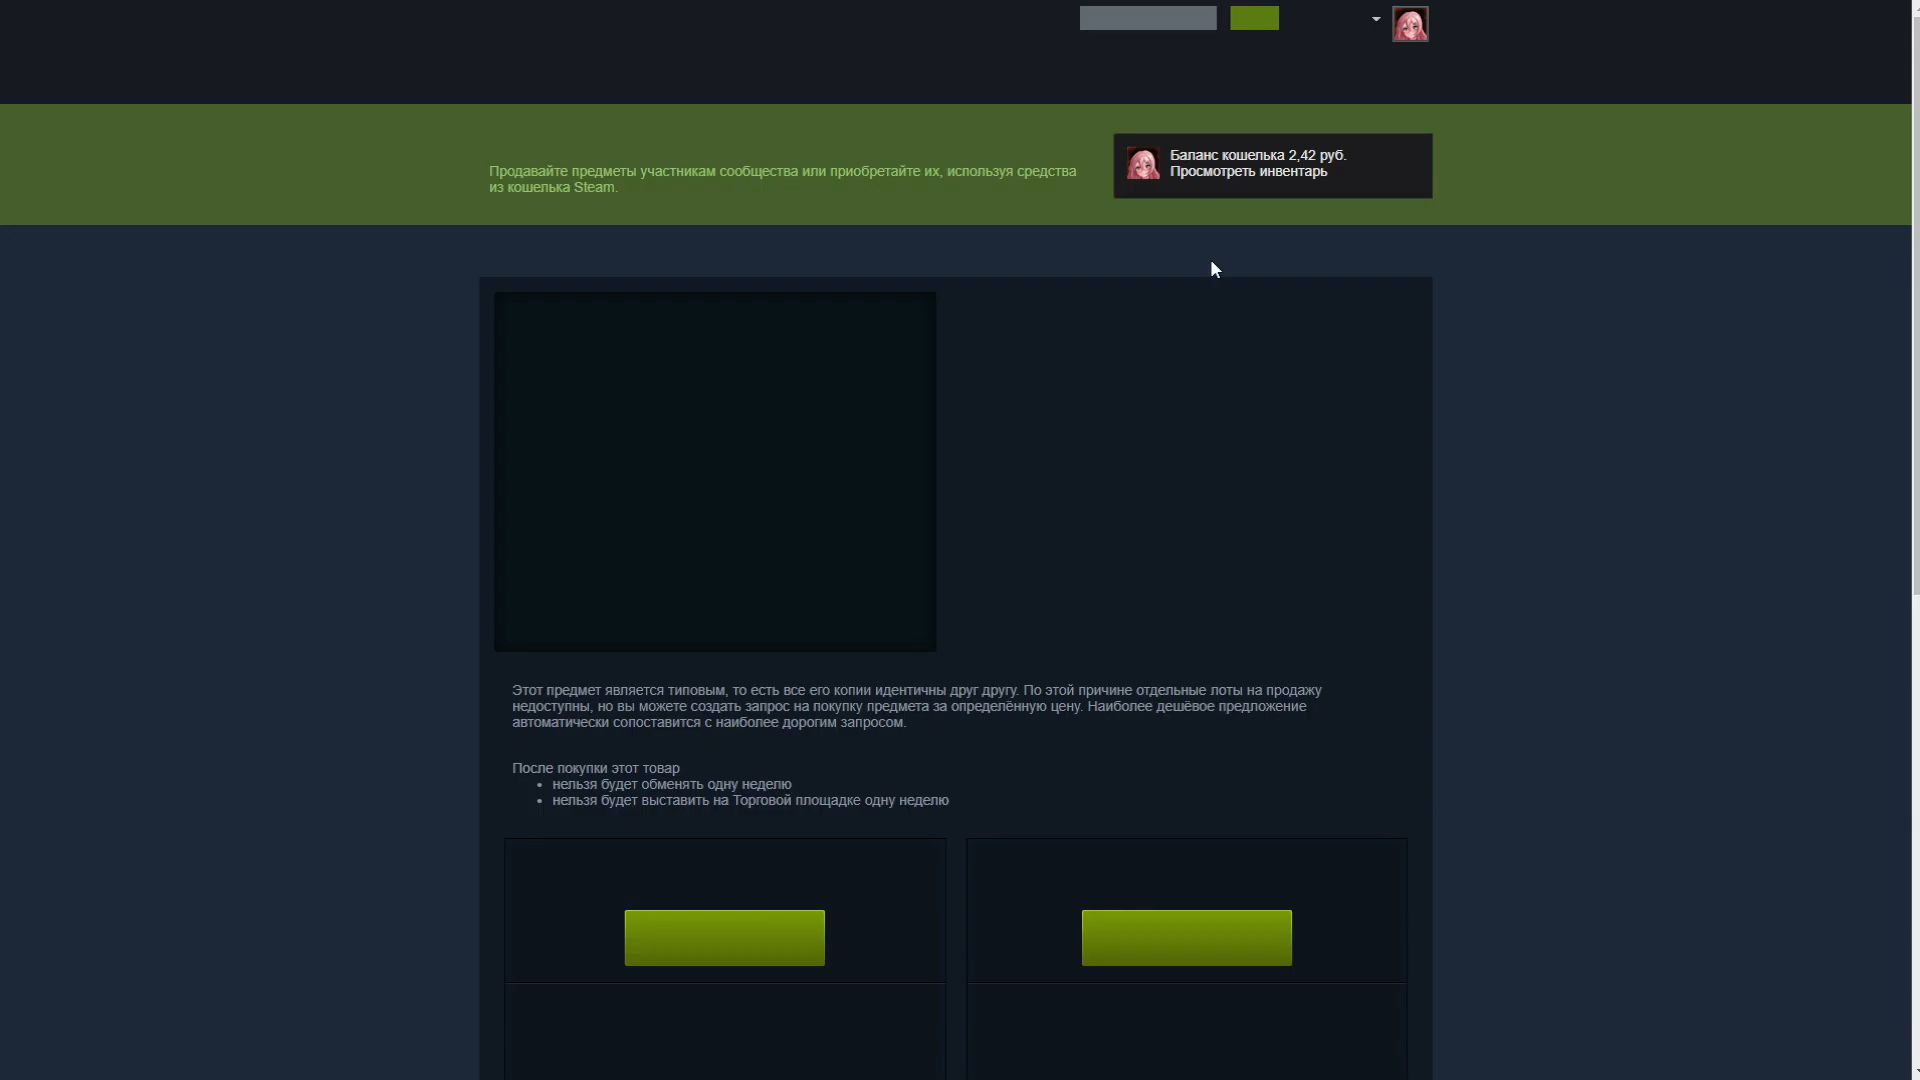 Баланс кошелька 2,42 руб.
Просмотреть инвентарь
Продавайте предметы участникам сообщества или приобретайте их, используя средства
из кошелька Steam.
Этот предмет является типовым, то есть все его копии идентичны друг другу. По этой причине отдельные лоты на продажу
недоступны, но вы можете создать запрос на покупку предмета за определённую цену. Наиболее дешёвое предложение
автоматически сопоставится с наиболее дорогим запросом.
После покупки этот товар
• нельзя будет обменять одну неделю
• нельзя будет выставить на Торговой площадке одну неделю